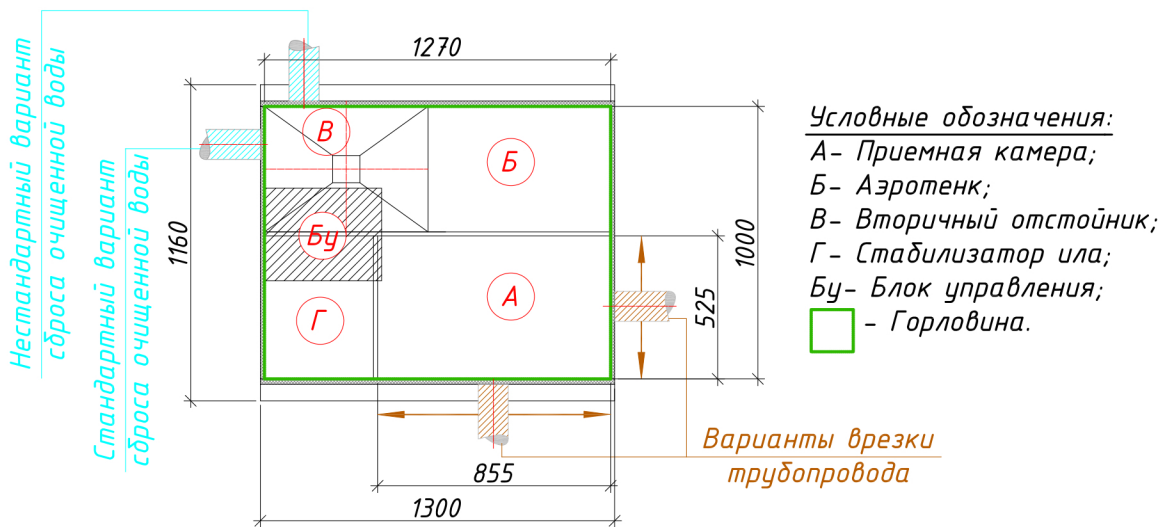 Нестандартный вариант
сброса очищенной воды
Стандартный вариант
сброса очищенной воды
1270
1160
В
Б
Бу
Г
А
1000
525
855
1300
Варианты врезки
трубопровода
Условные обозначения:
А- Приемная камера;
Б- Аэротенк;
В- Вторичный отстойник;
Г- Стабилизатор ила;
Бу- Блок управления;
- Горловина.